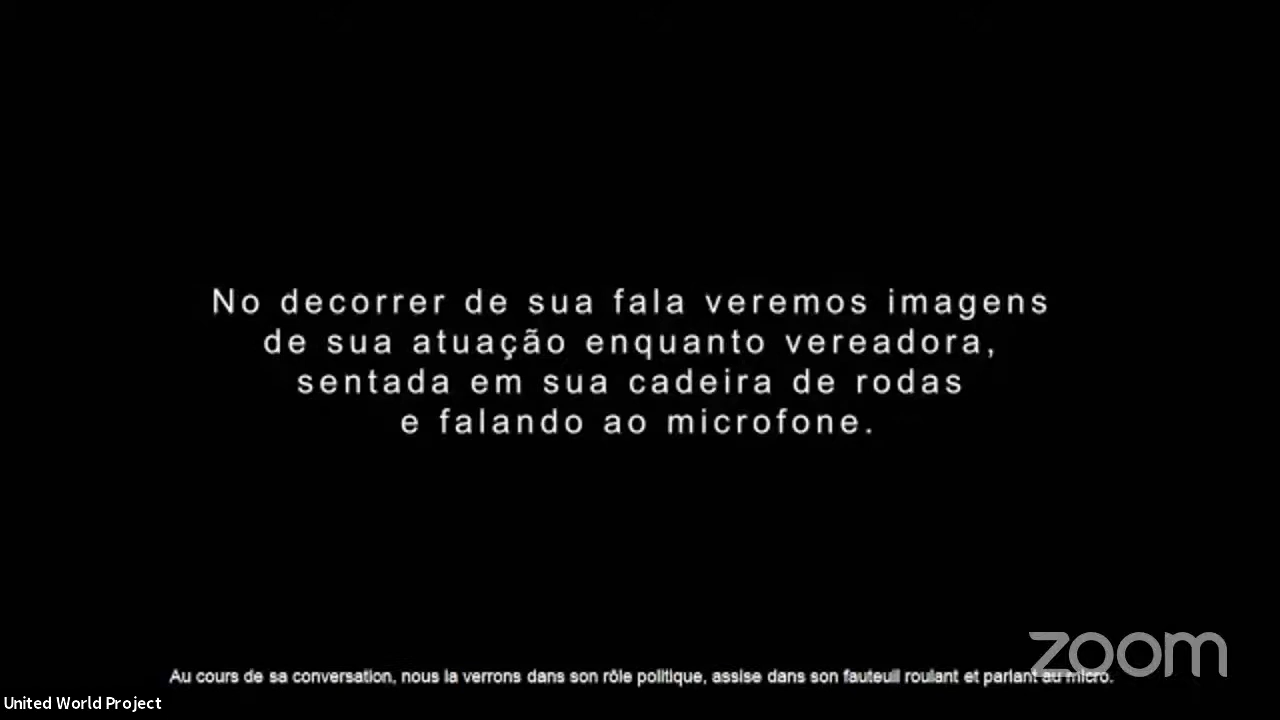 No decorrer de sua fala veremos imagens
de sua atuação enquanto vereadora,
sentada em sua cadeira de rodas
e falando ao microfone.
zoom
Au cours de sa conversation, nous la verrons dans son rôle politique, assise dans son fauteuil roulant et parlant au micro.
United World Project